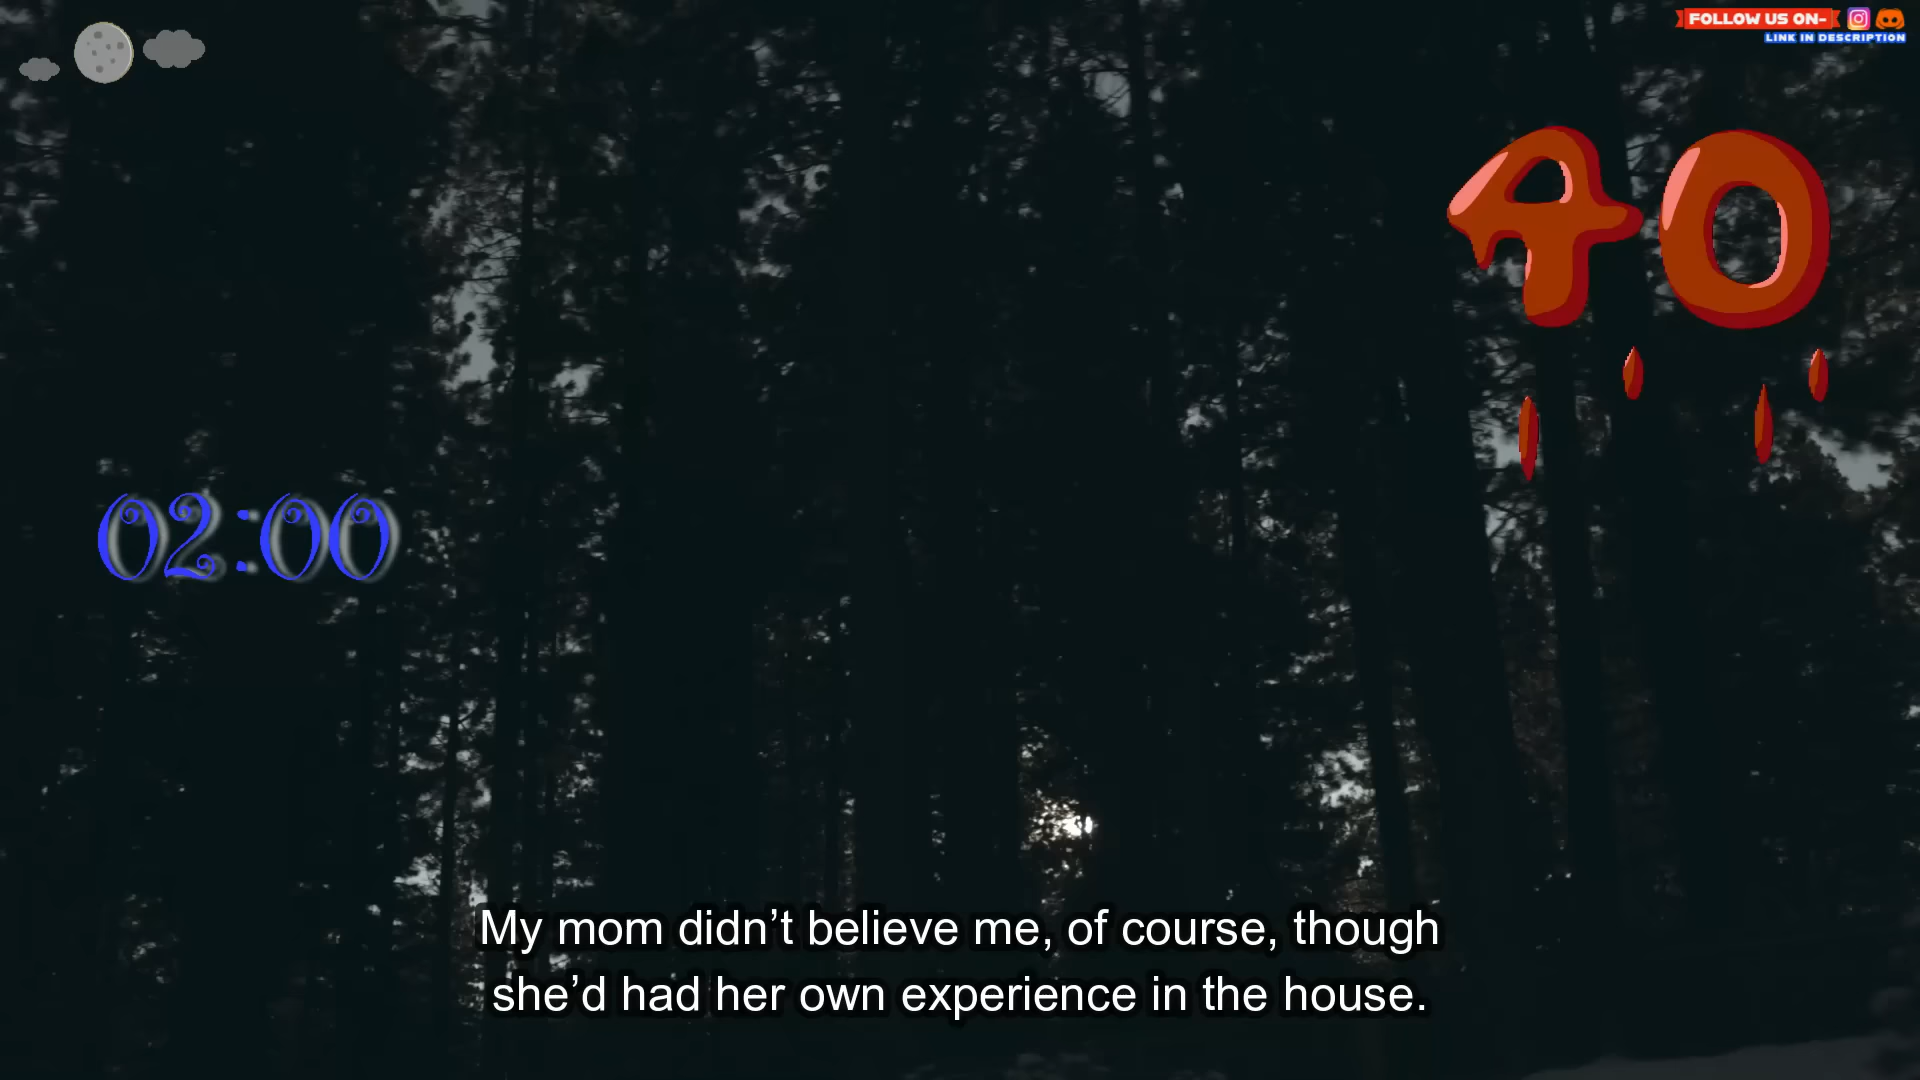 FOLLOW US ON-
LINK IN DESCRIPTION
40
02:00
My mom didn’t believe me, of course, though
she’d had her own experience in the house.